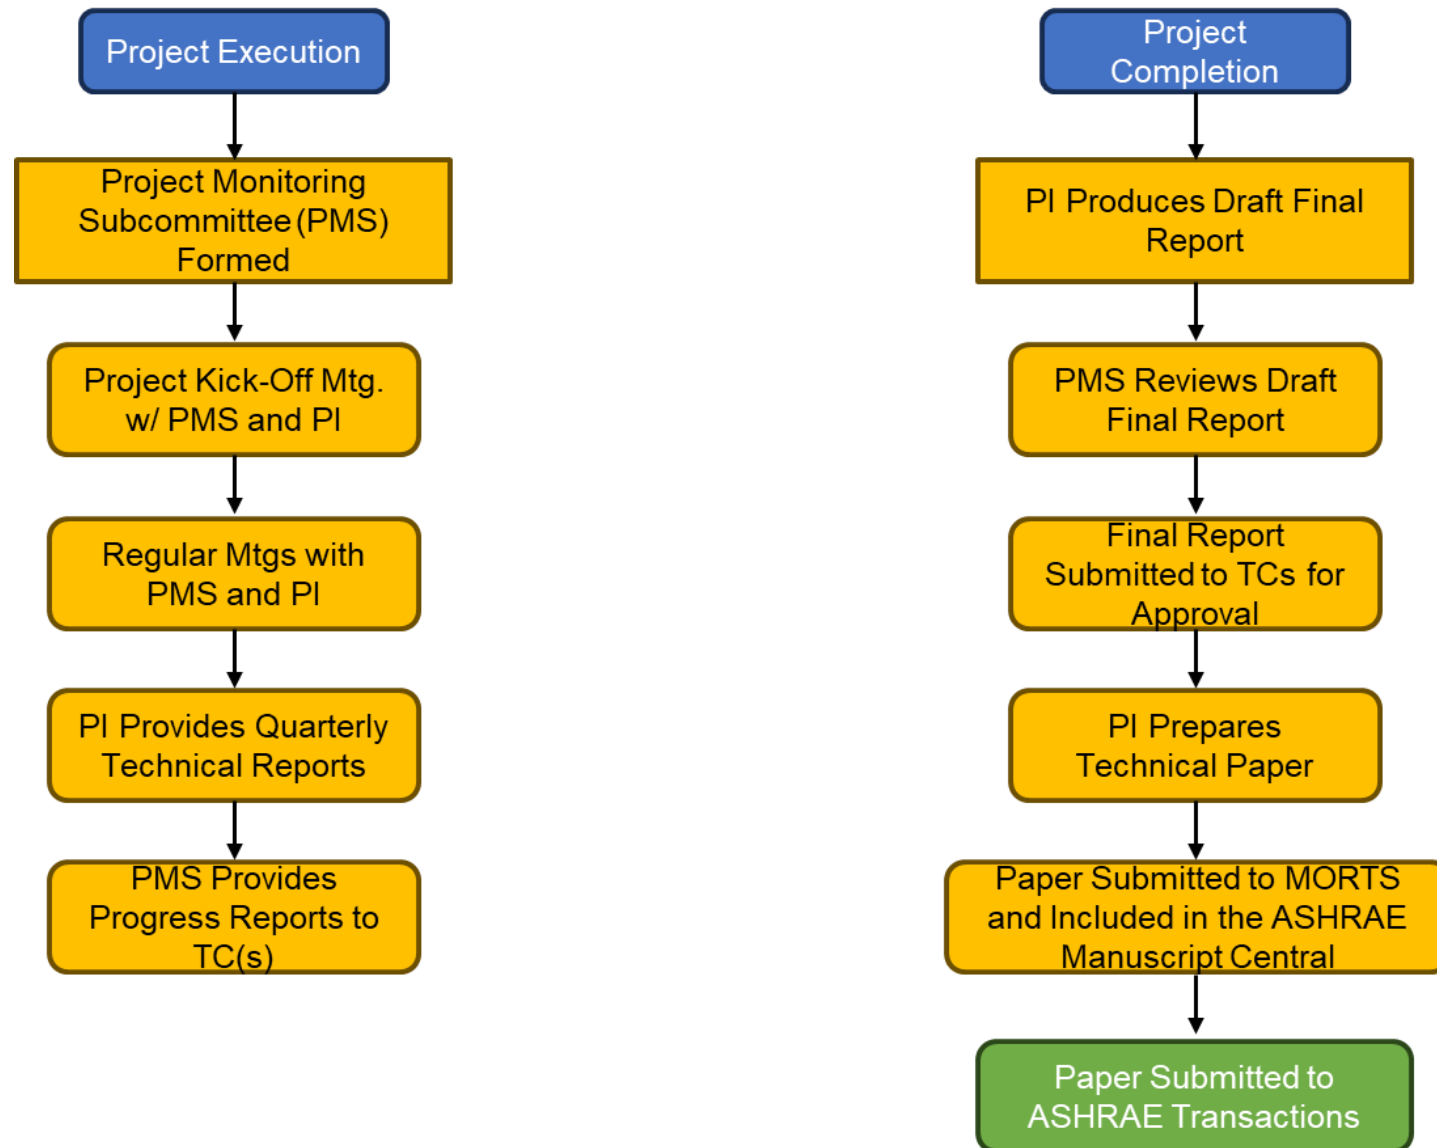 Project Execution
Project Monitoring
Subcommittee (PMS)
Formed
Project Kick-Off Mtg.
w/ PMS and PI
Regular Mtgs with
PMS and PI
PI Provides Quarterly
Technical Reports
PMS Provides
Progress Reports to
TC(s)
Project
Completion
PI Produces Draft Final
Report
PMS Reviews Draft
Final Report
Final Report
Submitted to TCs for
Approval
PI Prepares
Technical Paper
Paper Submitted to MORTS
and Included in the ASHRAE
Manuscript Central
Paper Submitted to
ASHRAE Transactions